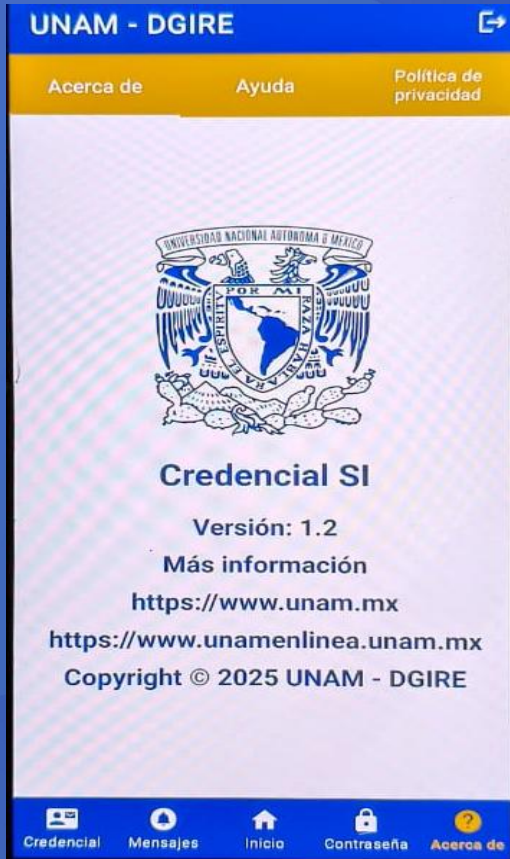 UNAM - DGIRE
Acerca de
Ayuda
Política de
privacidad
UNIVERSIDAD NACIONAL AUTONOMA D MEXICO
POR MI
RAZA HABLARA
EL ESPIRITV
Credencial SI
Versión: 1.2
Más información
https://www.unam.mx
https://www.unamenlinea.unam.mx
Copyright © 2025 UNAM - DGIRE
Credencial
Mensajes
Inicio
Contraseña
Acerca de